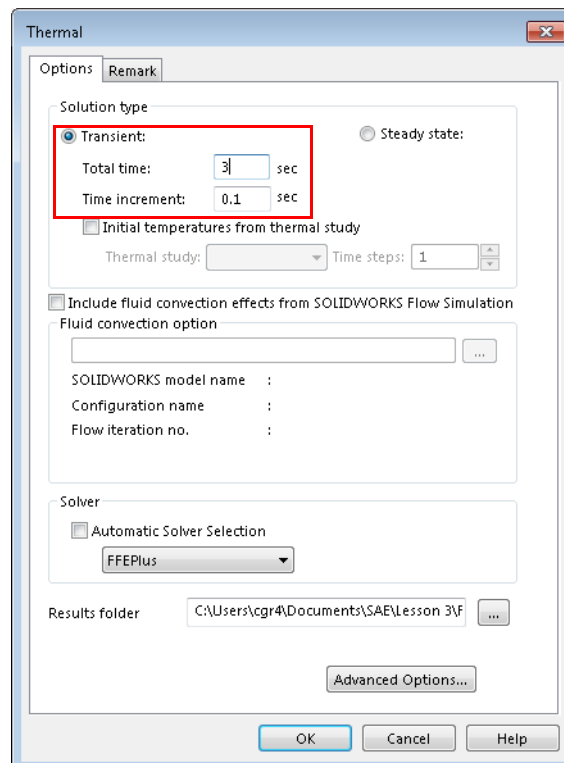 Thermal
Options Remark
Solution type
Transient: Steady state:
Total time: 3 sec
Time increment: 0.1 sec
Initial temperatures from thermal study
Thermal study: Time steps: 1
Include fluid convection effects from SOLIDWORKS Flow Simulation
Fluid convection option
...
SOLIDWORKS model name :
Configuration name :
Flow iteration no. :
Solver
Automatic Solver Selection
FFEPlus
Results folder C:\Users\cgr4\Documents\SAE\Lesson 3\F ...
Advanced Options...
OK Cancel Help